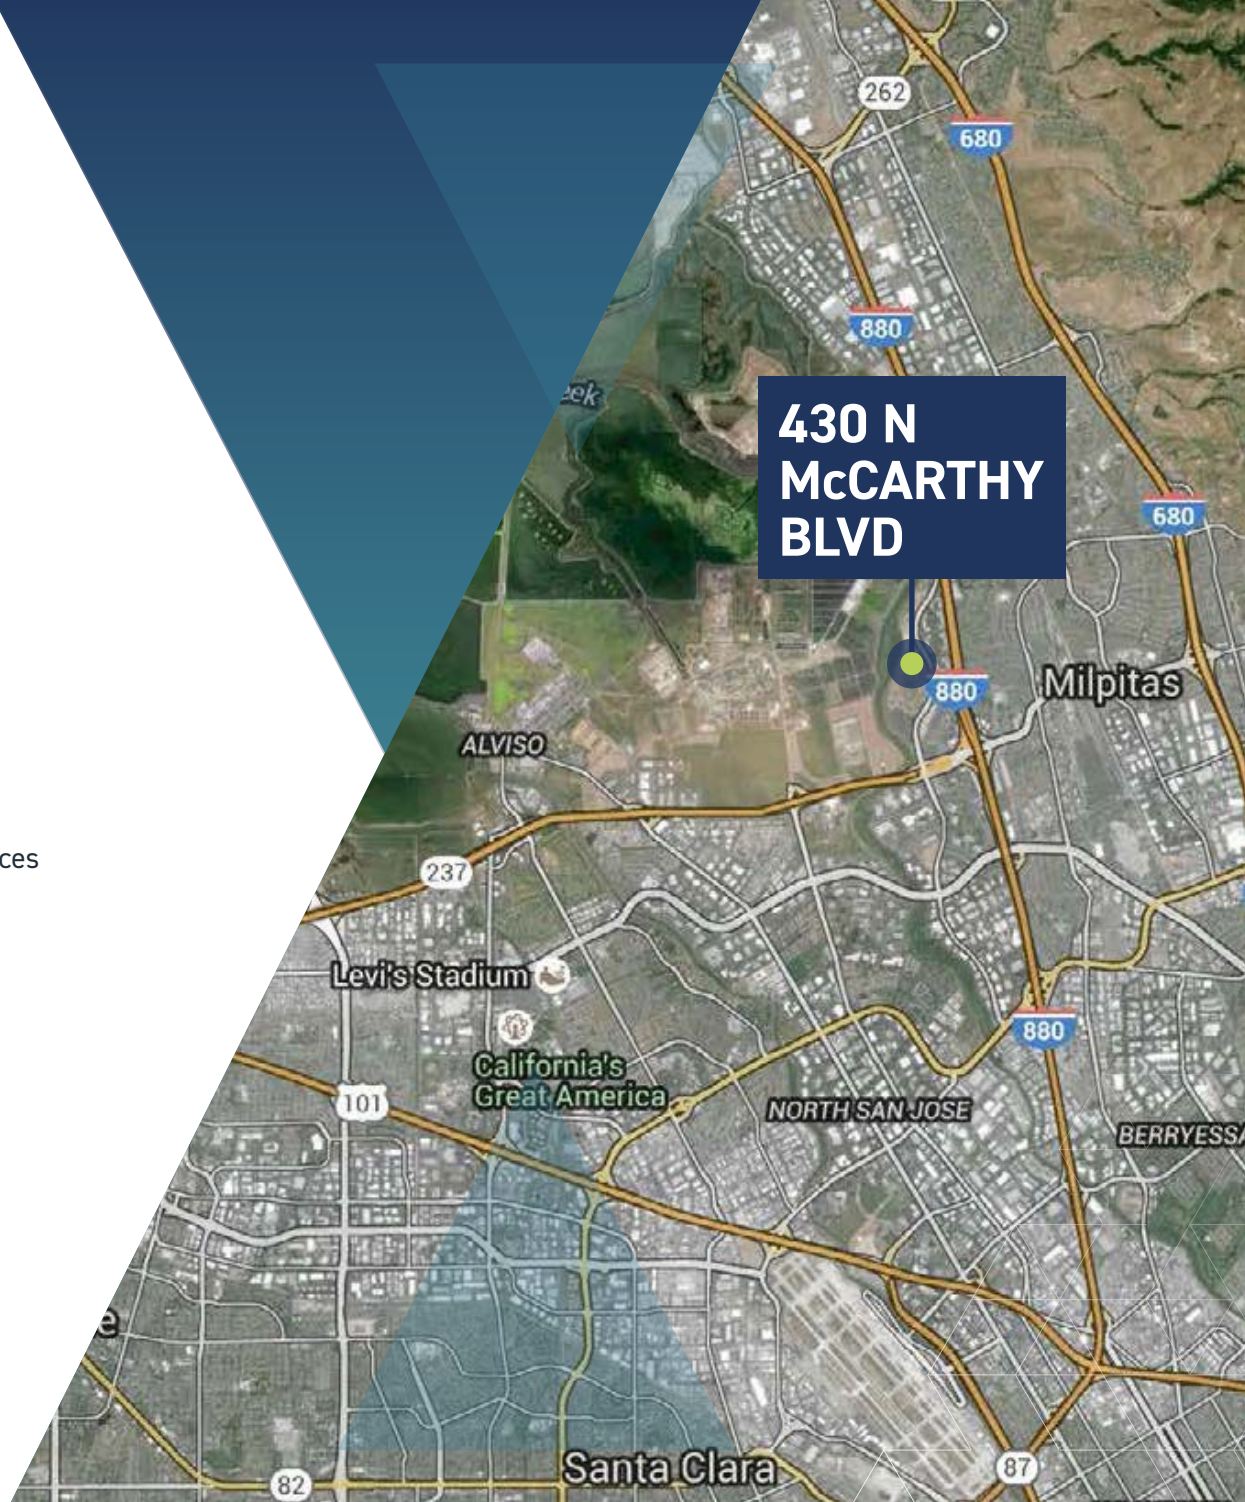 262
680
880
eek
430 N
McCARTHY
BLVD
680
880
Milpitas
ALVISO
ces
237
Levi's Stadium
880
California's
Great America
101
NORTH SAN JOSE
BERRYESSA
e
Santa Clara
82
87